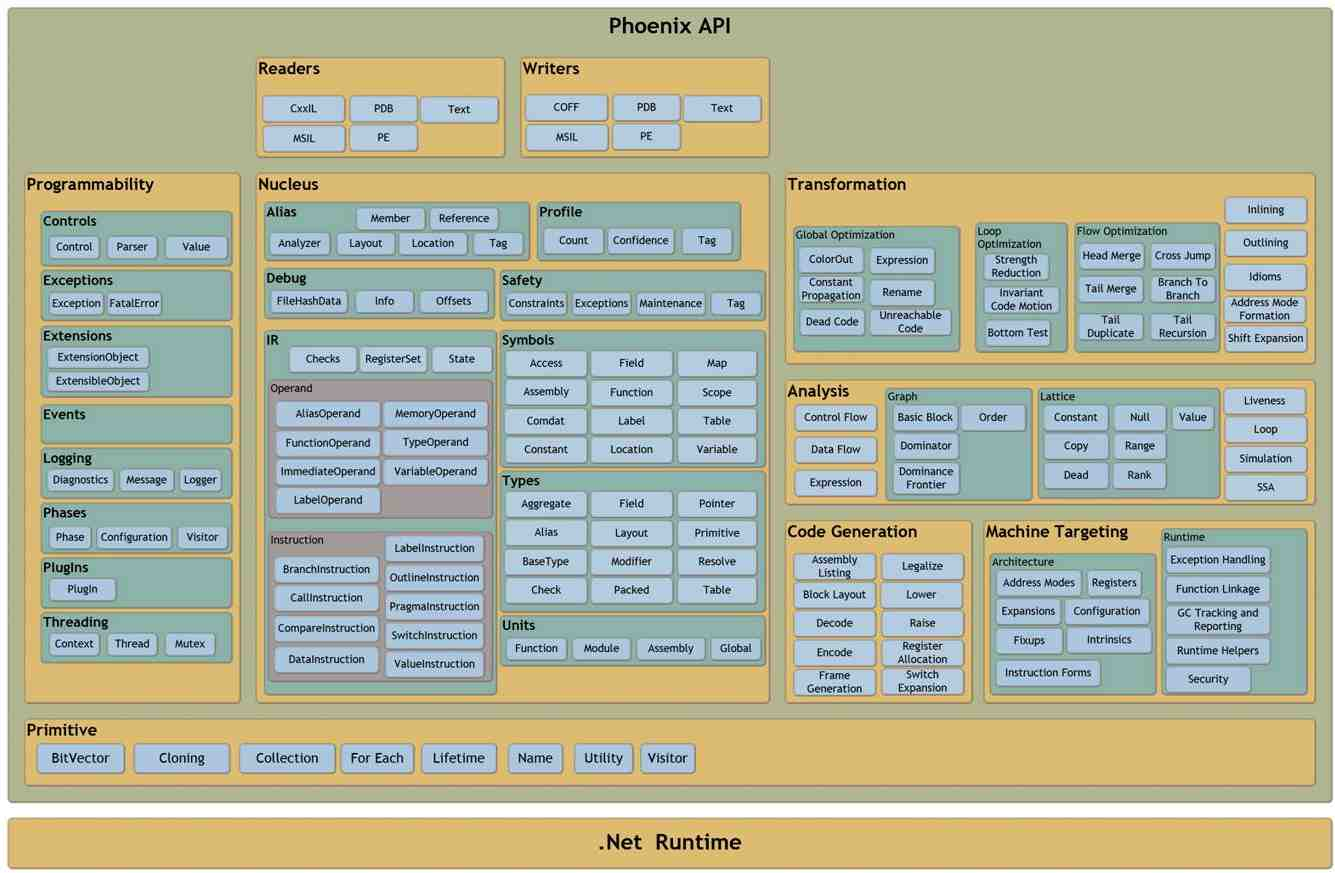 Phoenix API
Readers
CxxIL
PDB
Text
MSIL
PE
Writers
COFF
PDB
Text
MSIL
PE
Programmability
Controls
Control
Parser
Value
Exceptions
Exception
FatalError
Extensions
ExtensionObject
ExtensibleObject
Events
Logging
Diagnostics
Message
Logger
Phases
Phase
Configuration
Visitor
PlugIns
PlugIn
Threading
Context
Thread
Mutex
Nucleus
Alias
Member
Reference
Analyzer
Layout
Location
Tag
Profile
Count
Confidence
Tag
Debug
FileHashData
Info
Offsets
Safety
Constraints
Exceptions
Maintenance
Tag
IR
Checks
RegisterSet
State
Operand
AliasOperand
MemoryOperand
FunctionOperand
TypeOperand
ImmediateOperand
VariableOperand
LabelOperand
Instruction
LabelInstruction
BranchInstruction
OutlineInstruction
CallInstruction
PragmaInstruction
CompareInstruction
SwitchInstruction
DataInstruction
ValueInstruction
Symbols
Access
Field
Map
Assembly
Function
Scope
Comdat
Label
Table
Constant
Location
Variable
Types
Aggregate
Field
Pointer
Alias
Layout
Primitive
BaseType
Modifier
Resolve
Check
Packed
Table
Units
Function
Module
Assembly
Global
Transformation
Global Optimization
ColorOut
Expression
Constant
Propagation
Rename
Dead Code
Unreachable
Code
Loop
Optimization
Strength
Reduction
Invariant
Code Motion
Bottom Test
Flow Optimization
Head Merge
Cross Jump
Tail Merge
Branch To
Branch
Tail
Duplicate
Tail
Recursion
Inlining
Outlining
Idioms
Address Mode
Formation
Shift Expansion
Analysis
Control Flow
Data Flow
Expression
Graph
Basic Block
Order
Dominator
Dominance
Frontier
Lattice
Constant
Null
Value
Copy
Range
Dead
Rank
Liveness
Loop
Simulation
SSA
Code Generation
Assembly
Listing
Legalize
Block Layout
Lower
Decode
Raise
Encode
Register
Allocation
Frame
Generation
Switch
Expansion
Machine Targeting
Architecture
Address Modes
Registers
Expansions
Configuration
Fixups
Intrinsics
Instruction Forms
Runtime
Exception Handling
Function Linkage
GC Tracking and
Reporting
Runtime Helpers
Security
Primitive
BitVector
Cloning
Collection
For Each
Lifetime
Name
Utility
Visitor
.Net Runtime